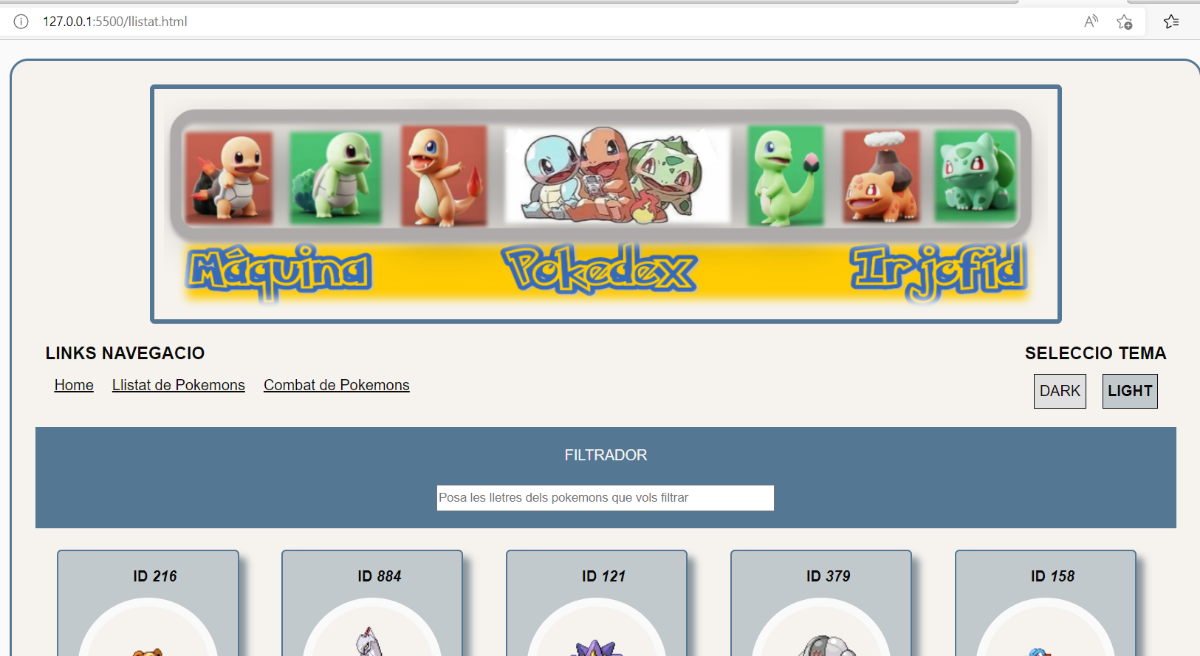 127.0.0.1:5500/llistat.html
Máquina Pokedex Irjcfid
LINKS NAVEGACIO
SELECCIO TEMA
Home Llistat de Pokemons Combat de Pokemons
DARK LIGHT
FILTRADOR
Posa les lletres dels pokemons que vols filtrar
ID 216 ID 884 ID 121 ID 379 ID 158